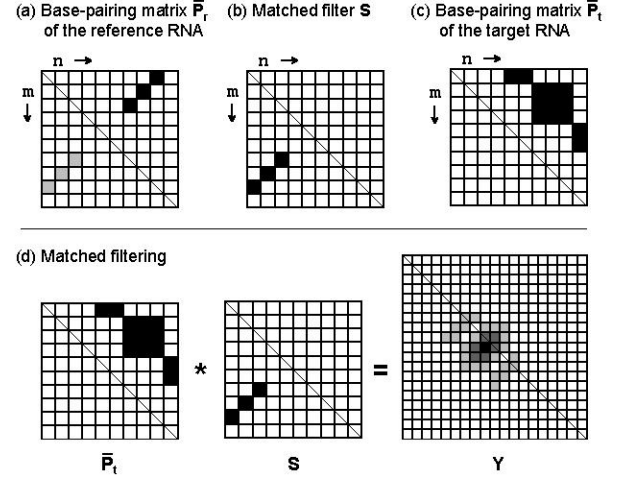 (a) Base-pairing matrix P̅r
of the reference RNA
(b) Matched filter S
(c) Base-pairing matrix P̅t
of the target RNA
n →
m ↓
n →
m ↓
n →
m ↓
(d) Matched filtering
* =
P̅t S Y